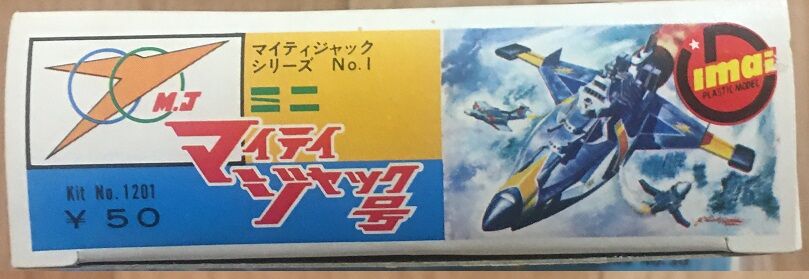 M.J
マイティジャック
シリーズ No.1
ミニ
マイティ
ジャック号
Kit No.1201
¥50
imai
PLASTIC MODEL